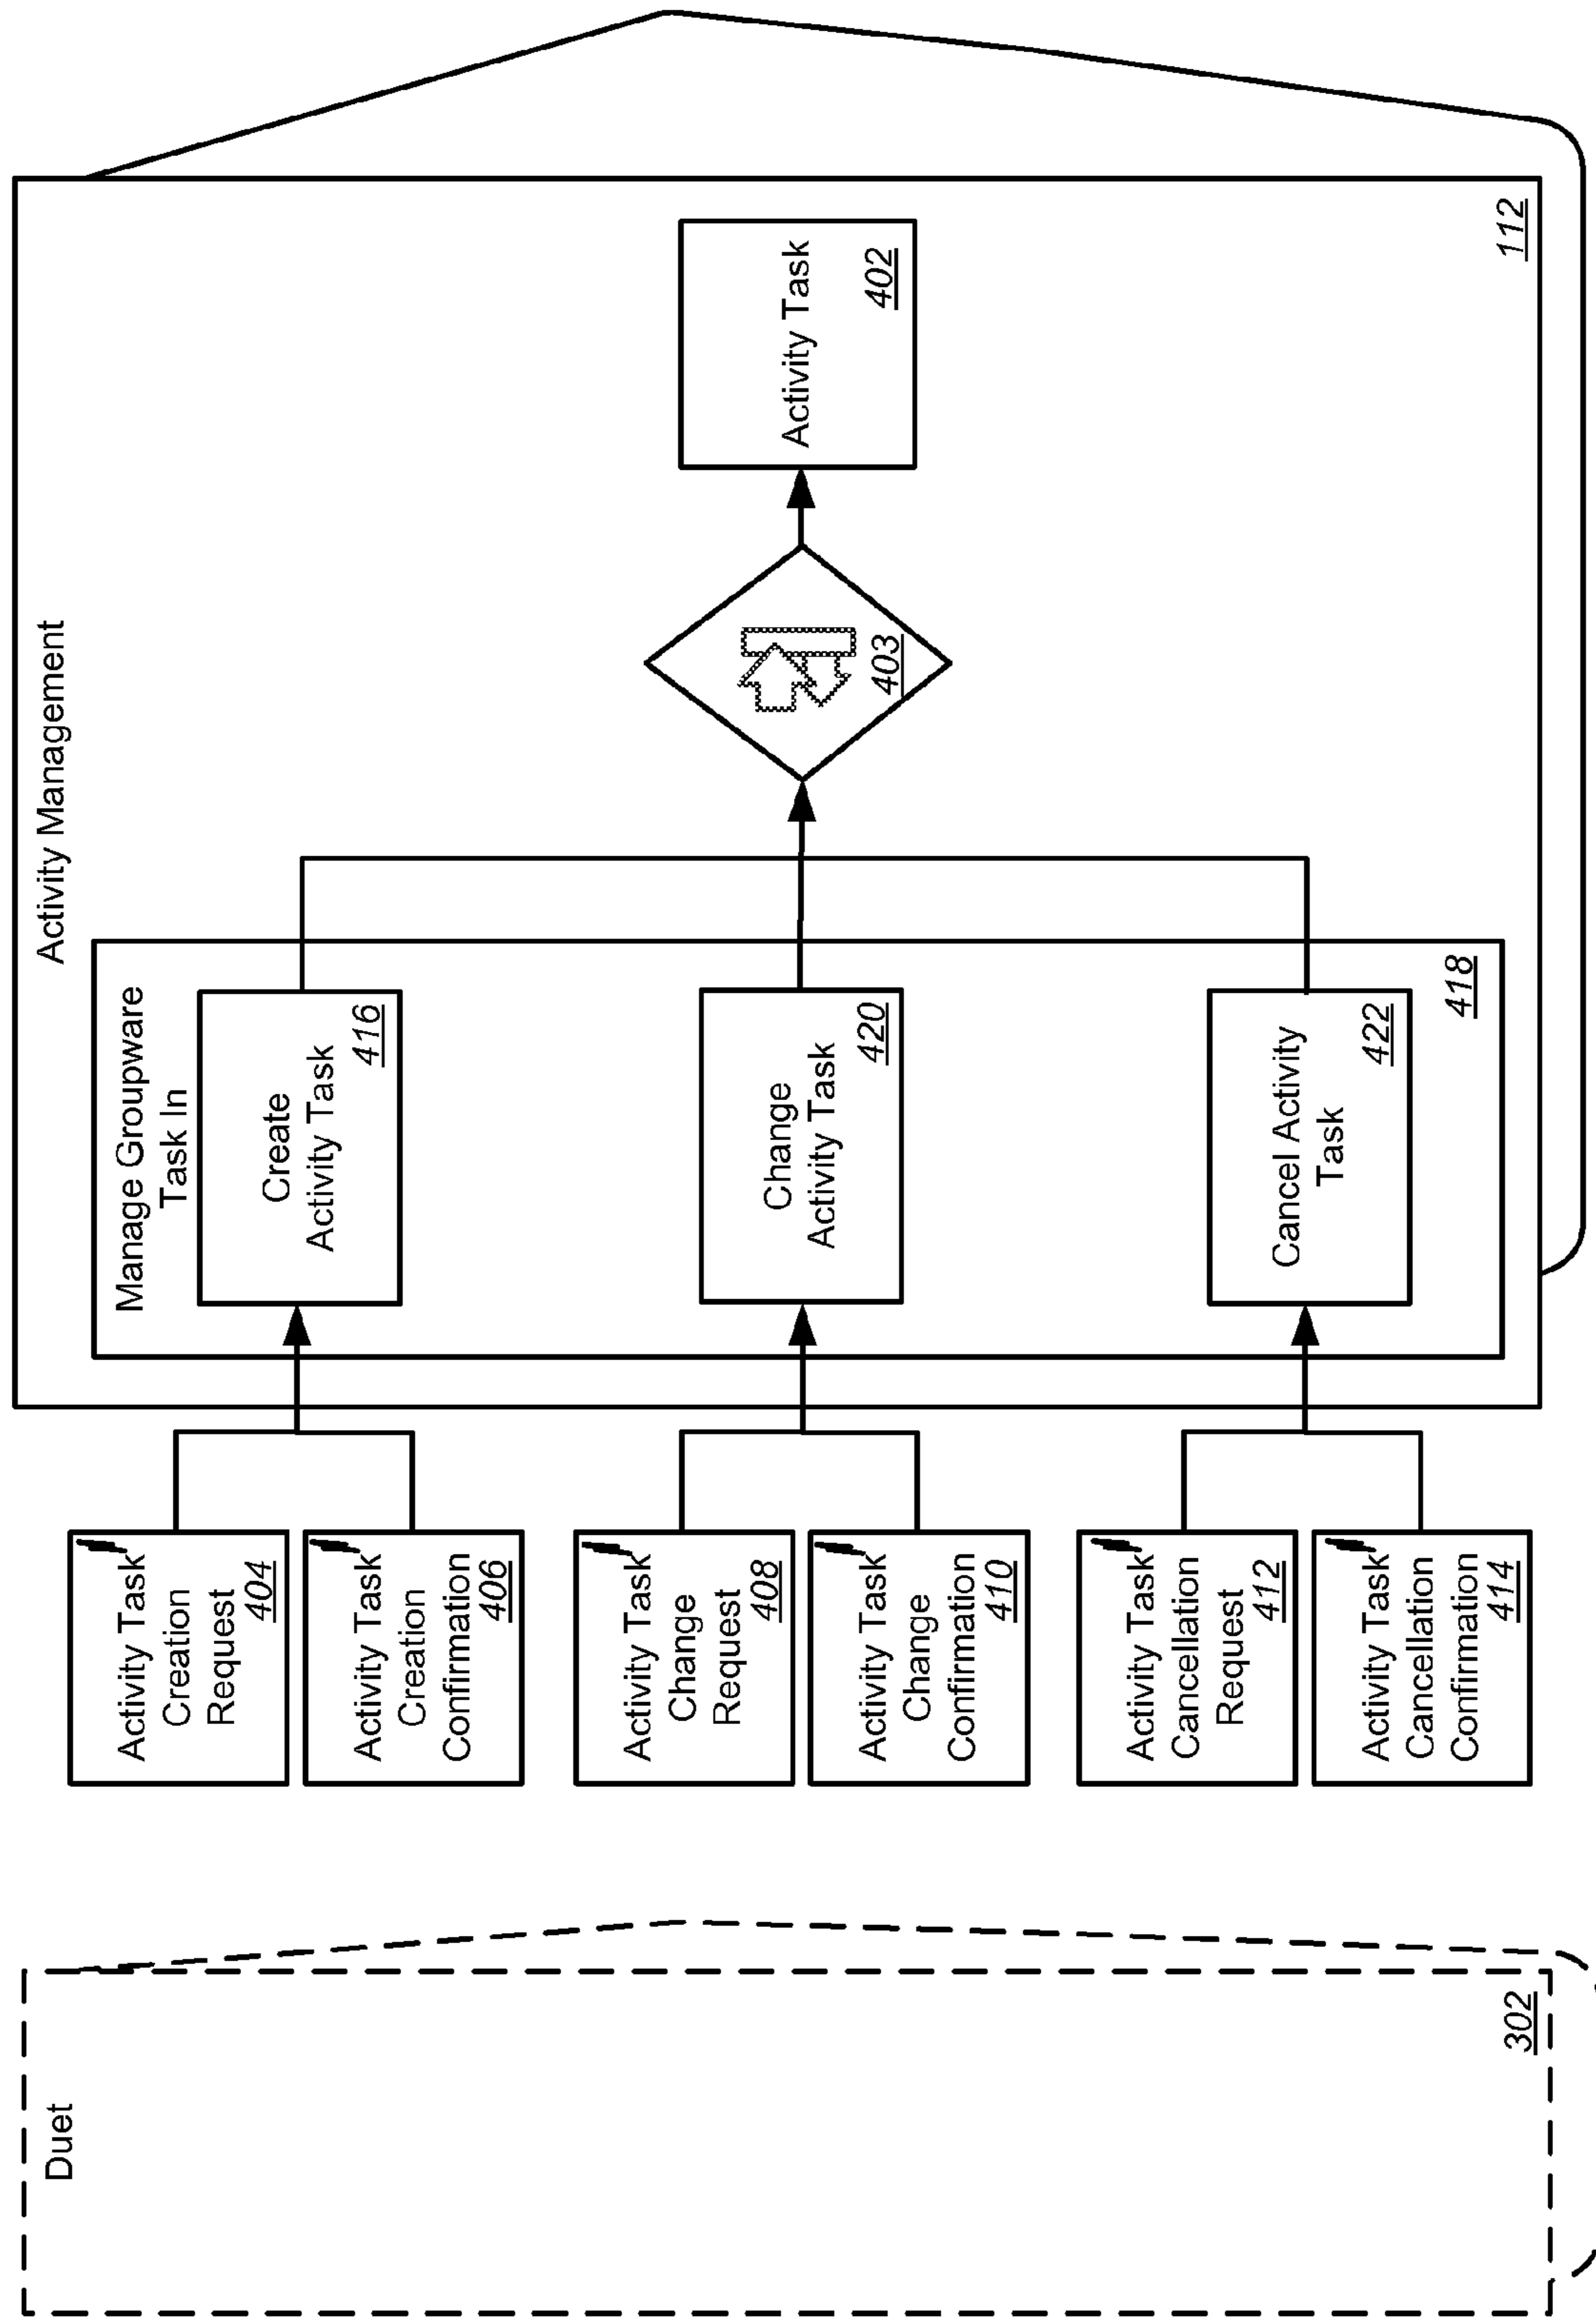 Duet
302
Activity Task
Creation
Request
404
Activity Task
Creation
Confirmation
406
Activity Task
Change
Request
408
Activity Task
Change
Confirmation
410
Activity Task
Cancellation
Request
412
Activity Task
Cancellation
Confirmation
414
Activity Management
Manage Groupware
Task In
Create
Activity Task
416
Change
Activity Task
420
Cancel Activity
Task
422
418
403
Activity Task
402
112